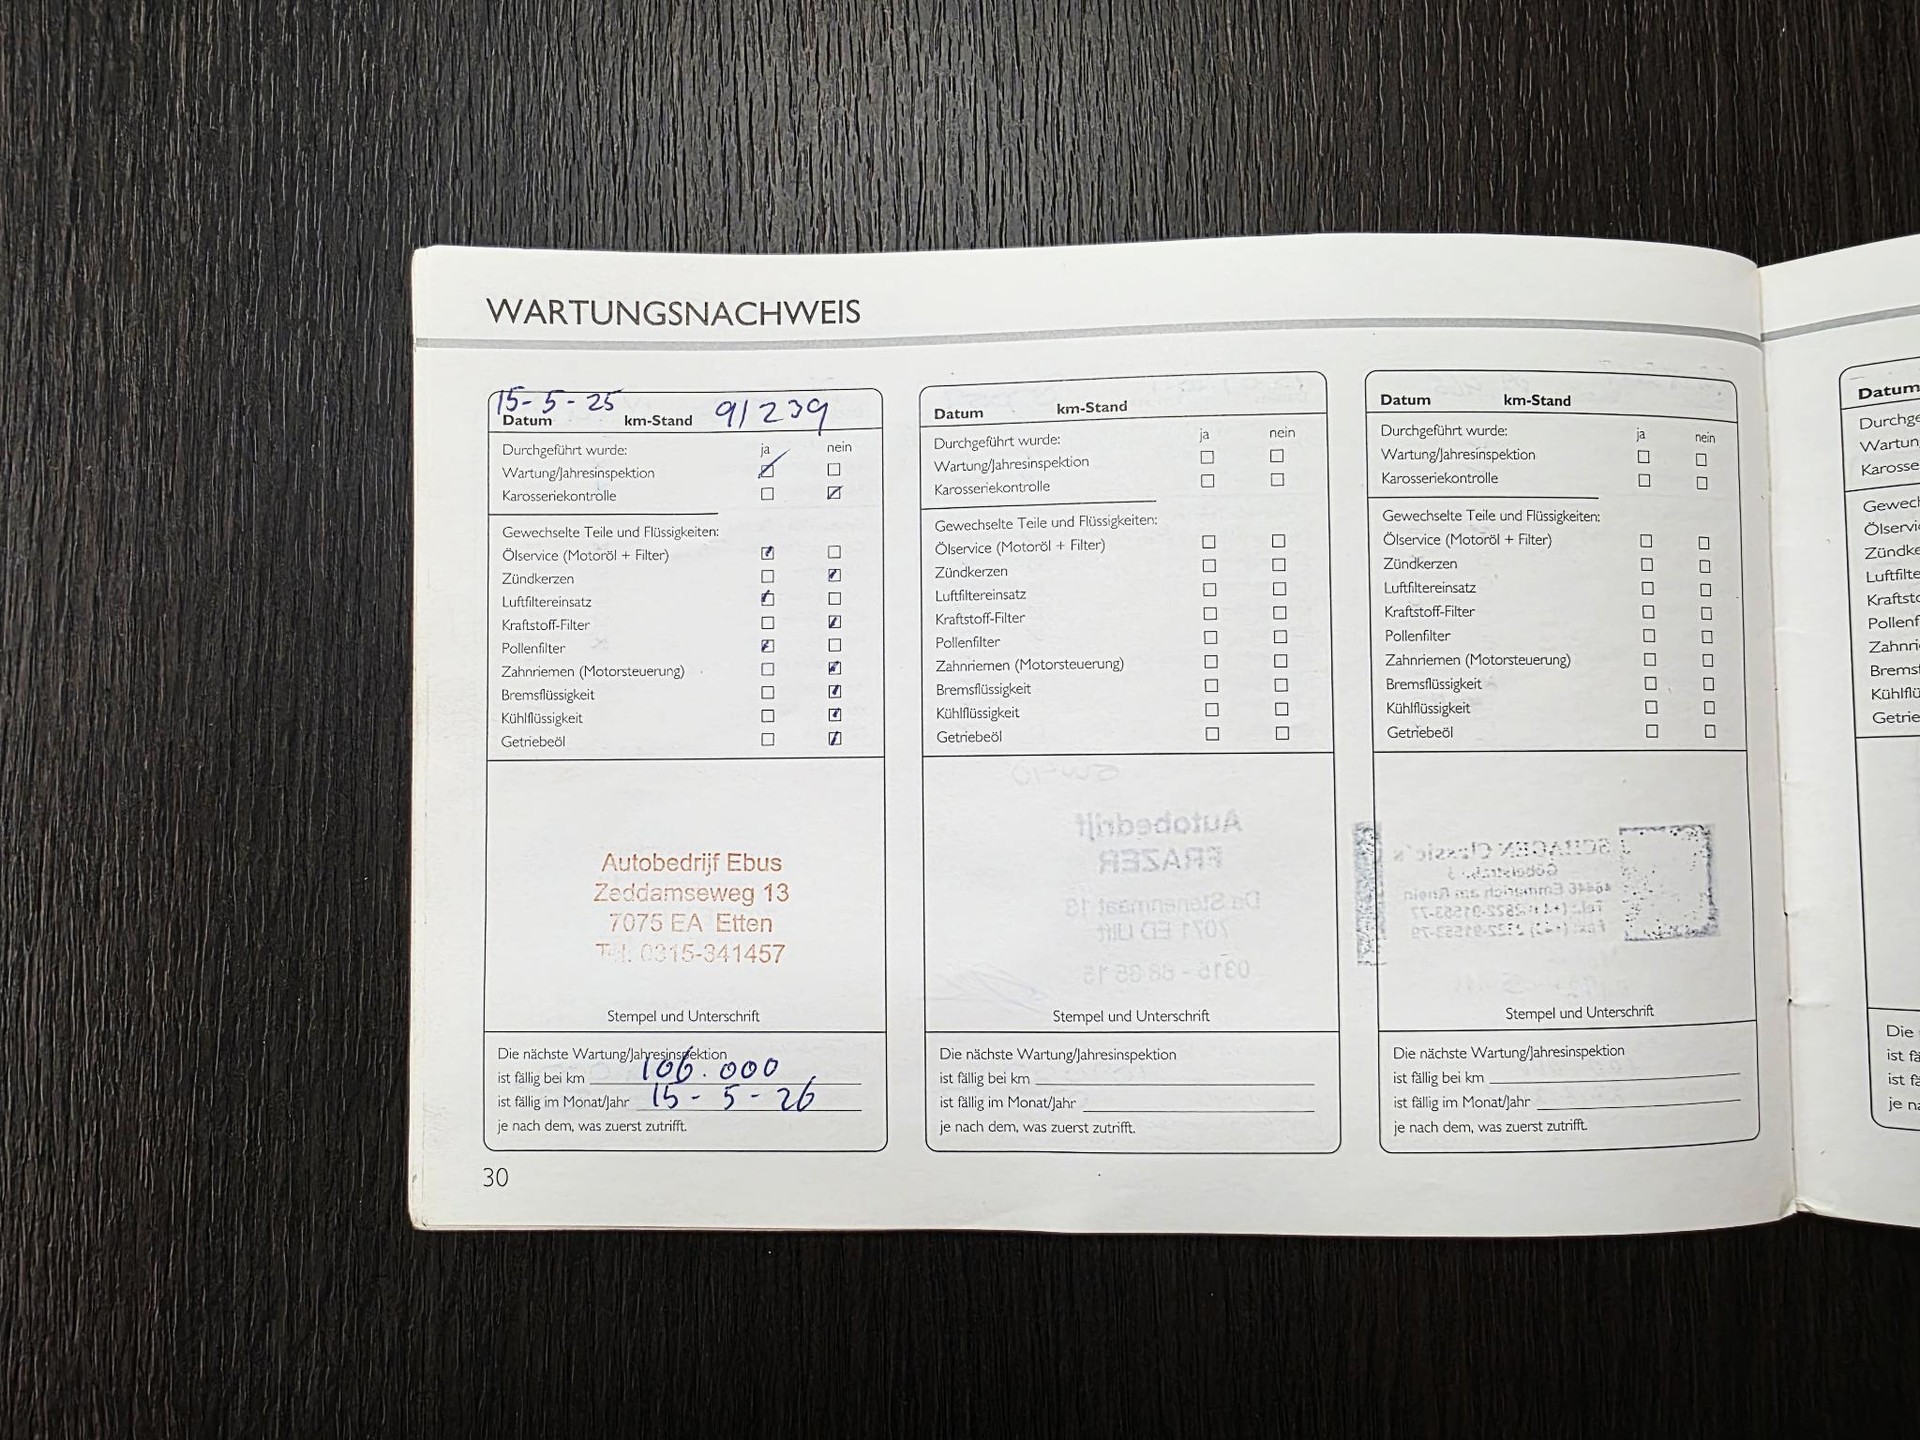 WARTUNGSNACHWEIS
15-5-25
Datum km-Stand 91239
Durchgeführt wurde: ja nein
Wartung/Jahresinspektion
Karosseriekontrolle
Gewechselte Teile und Flüssigkeiten:
Ölservice (Motoröl + Filter)
Zündkerzen
Luftfiltereinsatz
Kraftstoff-Filter
Pollenfilter
Zahnriemen (Motorsteuerung)
Bremsflüssigkeit
Kühlflüssigkeit
Getriebeöl
Autobedrijf Ebus
Zeddamseweg 13
7075 EA Etten
Tel: 0315-341457
Stempel und Unterschrift
Die nächste Wartung/Jahresinspektion
ist fällig bei km 106.000
ist fällig im Monat/Jahr 15-5-26
je nach dem, was zuerst zutrifft.
30
Datum km-Stand
Durchgeführt wurde: ja nein
Wartung/Jahresinspektion
Karosseriekontrolle
Gewechselte Teile und Flüssigkeiten:
Ölservice (Motoröl + Filter)
Zündkerzen
Luftfiltereinsatz
Kraftstoff-Filter
Pollenfilter
Zahnriemen (Motorsteuerung)
Bremsflüssigkeit
Kühlflüssigkeit
Getriebeöl
Stempel und Unterschrift
Die nächste Wartung/Jahresinspektion
ist fällig bei km
ist fällig im Monat/Jahr
je nach dem, was zuerst zutrifft.
Datum km-Stand
Durchgeführt wurde: ja nein
Wartung/Jahresinspektion
Karosseriekontrolle
Gewechselte Teile und Flüssigkeiten:
Ölservice (Motoröl + Filter)
Zündkerzen
Luftfiltereinsatz
Kraftstoff-Filter
Pollenfilter
Zahnriemen (Motorsteuerung)
Bremsflüssigkeit
Kühlflüssigkeit
Getriebeöl
Stempel und Unterschrift
Die nächste Wartung/Jahresinspektion
ist fällig bei km
ist fällig im Monat/Jahr
je nach dem, was zuerst zutrifft.
Datum
Die
ist
ist
je